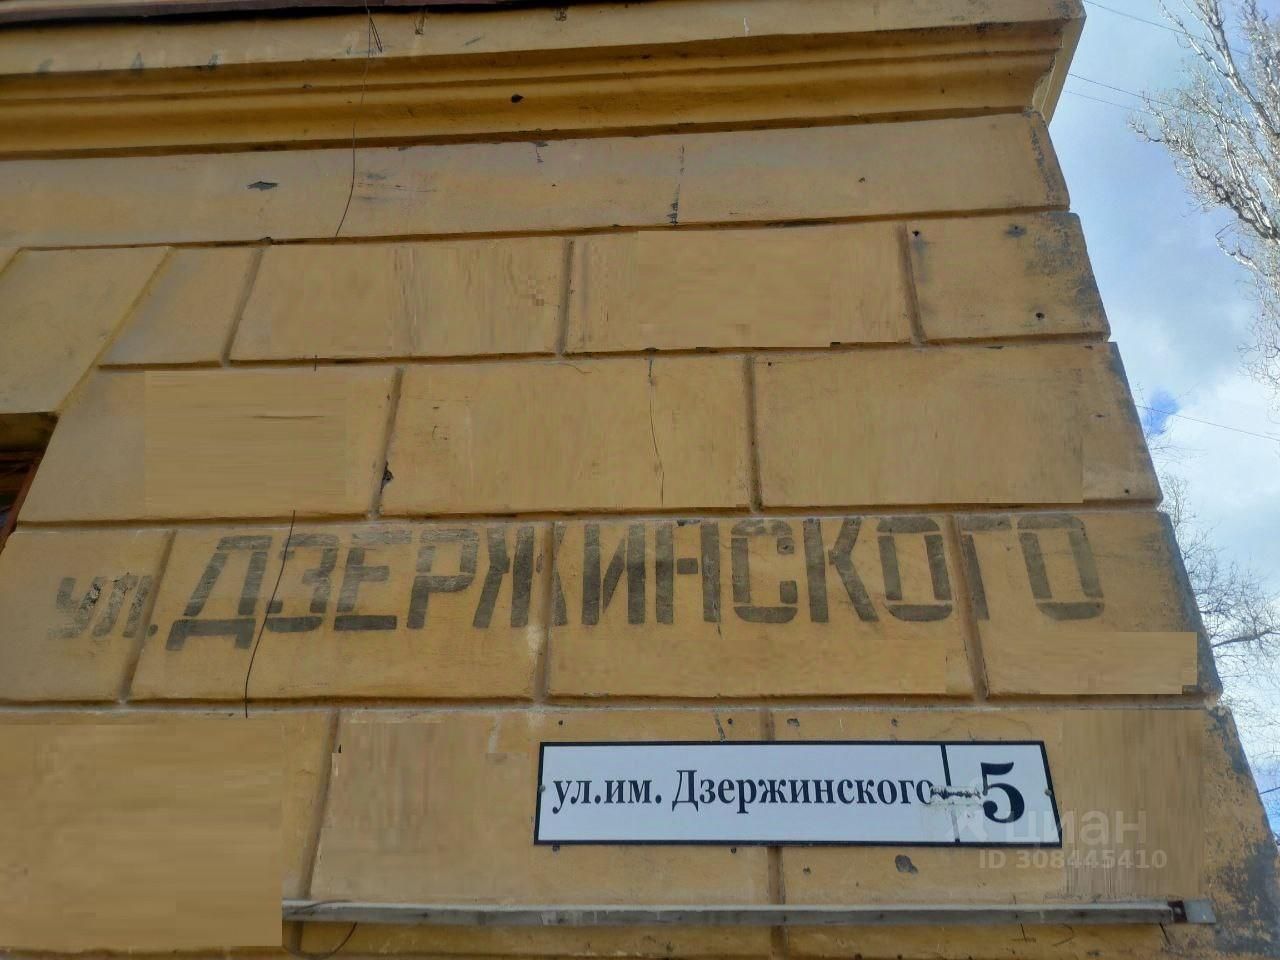 ул. ДЗЕРЖИНСКОГО
ул.им. Дзержинского 5
циан
ID 308445410